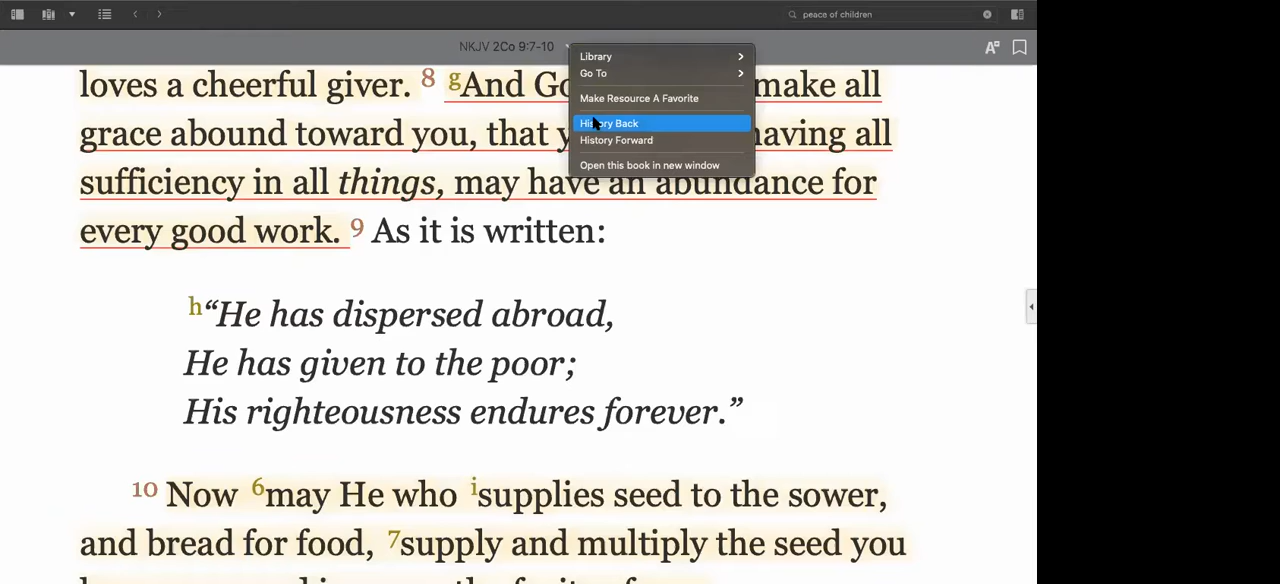 peace of children
NKJV 2Co 9:7-10
Library
Go To
Make Resource A Favorite
History Back
History Forward
Open this book in new window
loves a cheerful giver. 8 gAnd Go make all
grace abound toward you, that y having all
sufficiency in all things, may have an abundance for
every good work. 9 As it is written:
h“He has dispersed abroad,
He has given to the poor;
His righteousness endures forever.”
10 Now 6may He who isupplies seed to the sower,
and bread for food, 7supply and multiply the seed you